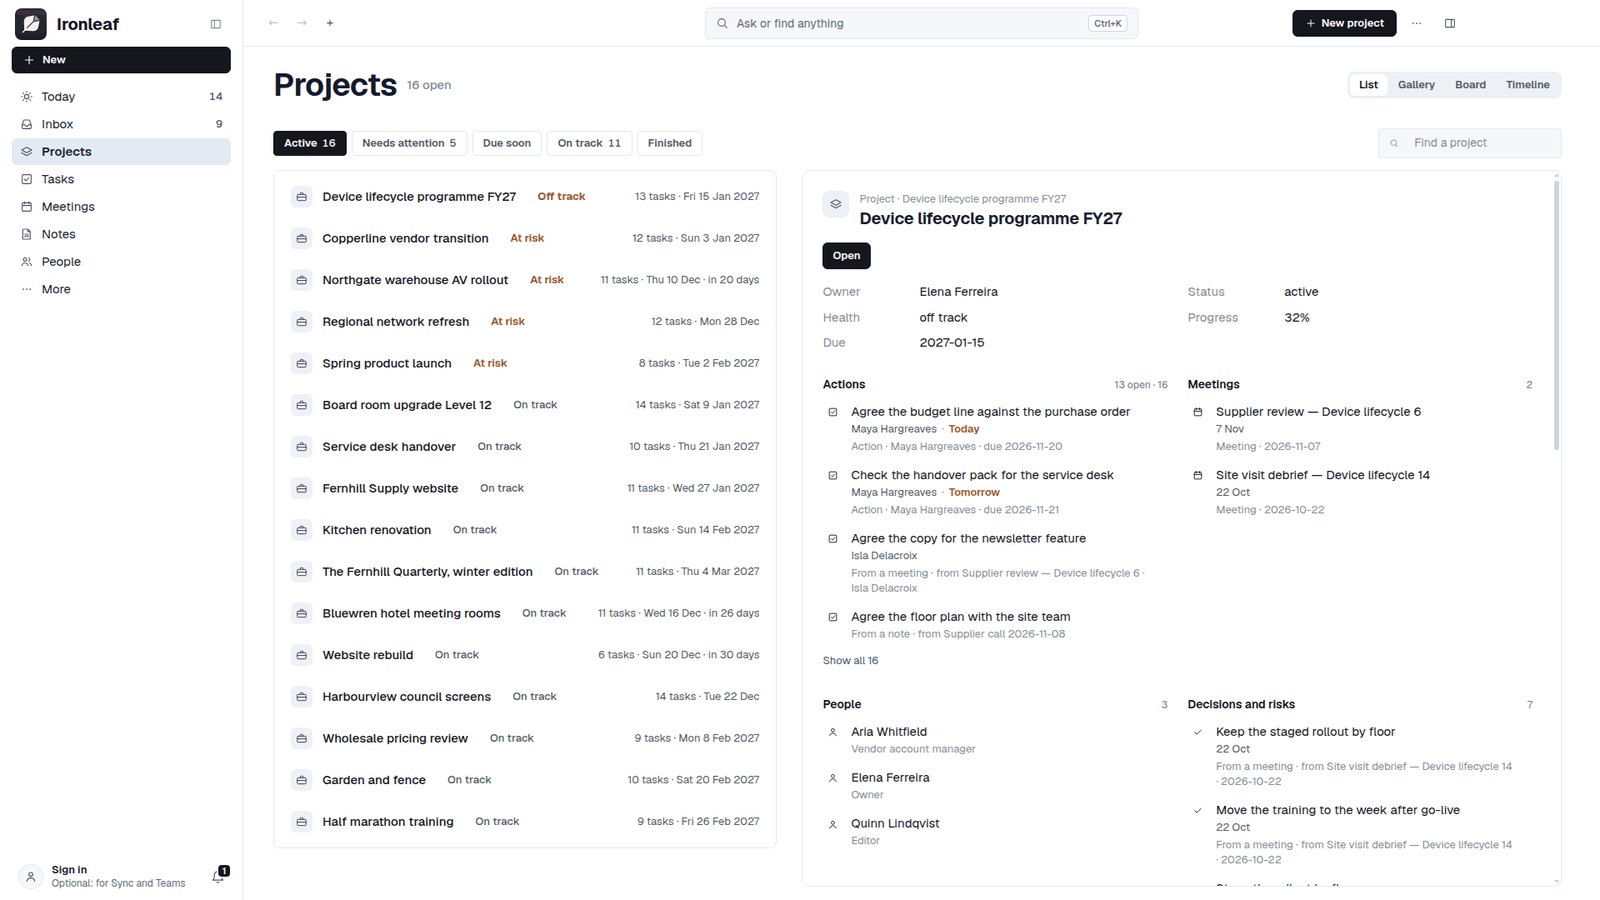 Ironleaf
New
Today 14
Inbox 9
Projects
Tasks
Meetings
Notes
People
More
Sign in
Optional: for Sync and Teams
1
Ask or find anything Ctrl+K
New project
Projects 16 open
List Gallery Board Timeline
Active 16 Needs attention 5 Due soon On track 11 Finished
Find a project
Device lifecycle programme FY27 Off track 13 tasks · Fri 15 Jan 2027
Copperline vendor transition At risk 12 tasks · Sun 3 Jan 2027
Northgate warehouse AV rollout At risk 11 tasks · Thu 10 Dec · in 20 days
Regional network refresh At risk 12 tasks · Mon 28 Dec
Spring product launch At risk 8 tasks · Tue 2 Feb 2027
Board room upgrade Level 12 On track 14 tasks · Sat 9 Jan 2027
Service desk handover On track 10 tasks · Thu 21 Jan 2027
Fernhill Supply website On track 11 tasks · Wed 27 Jan 2027
Kitchen renovation On track 11 tasks · Sun 14 Feb 2027
The Fernhill Quarterly, winter edition On track 11 tasks · Thu 4 Mar 2027
Bluewren hotel meeting rooms On track 11 tasks · Wed 16 Dec · in 26 days
Website rebuild On track 6 tasks · Sun 20 Dec · in 30 days
Harbourview council screens On track 14 tasks · Tue 22 Dec
Wholesale pricing review On track 9 tasks · Mon 8 Feb 2027
Garden and fence On track 10 tasks · Sat 20 Feb 2027
Half marathon training On track 9 tasks · Fri 26 Feb 2027
Project · Device lifecycle programme FY27
Device lifecycle programme FY27
Open
Owner Elena Ferreira Status active
Health off track Progress 32%
Due 2027-01-15
Actions 13 open · 16
Agree the budget line against the purchase order
Maya Hargreaves · Today
Action · Maya Hargreaves · due 2026-11-20
Check the handover pack for the service desk
Maya Hargreaves · Tomorrow
Action · Maya Hargreaves · due 2026-11-21
Agree the copy for the newsletter feature
Isla Delacroix
From a meeting · from Supplier review — Device lifecycle 6 ·
Isla Delacroix
Agree the floor plan with the site team
From a note · from Supplier call 2026-11-08
Show all 16
Meetings 2
Supplier review — Device lifecycle 6
7 Nov
Meeting · 2026-11-07
Site visit debrief — Device lifecycle 14
22 Oct
Meeting · 2026-10-22
People 3
Aria Whitfield
Vendor account manager
Elena Ferreira
Owner
Quinn Lindqvist
Editor
Decisions and risks 7
Keep the staged rollout by floor
22 Oct
From a meeting · from Site visit debrief — Device lifecycle 14
· 2026-10-22
Move the training to the week after go-live
22 Oct
From a meeting · from Site visit debrief — Device lifecycle 14
· 2026-10-22